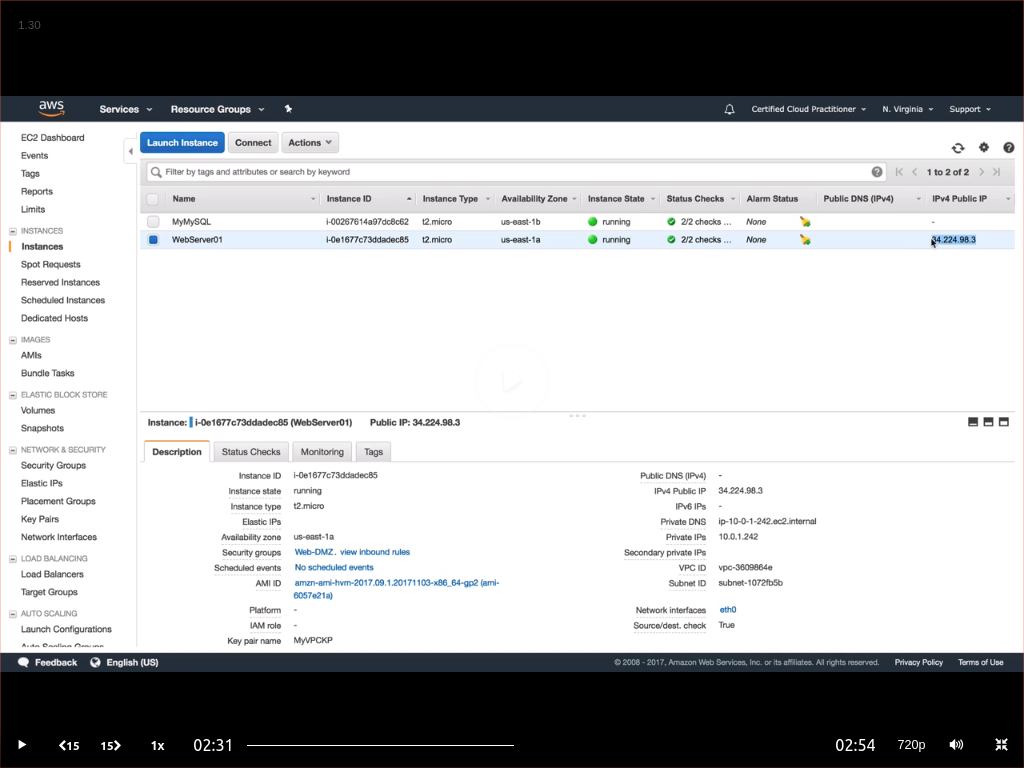 1.30
aws Services Resource Groups Certified Cloud Practitioner N. Virginia Support
EC2 Dashboard
Events
Tags
Reports
Limits
INSTANCES
Instances
Spot Requests
Reserved Instances
Scheduled Instances
Dedicated Hosts
IMAGES
AMIs
Bundle Tasks
ELASTIC BLOCK STORE
Volumes
Snapshots
NETWORK & SECURITY
Security Groups
Elastic IPs
Placement Groups
Key Pairs
Network Interfaces
LOAD BALANCING
Load Balancers
Target Groups
AUTO SCALING
Launch Configurations
Auto Scaling Groups
Launch Instance Connect Actions
Filter by tags and attributes or search by keyword 1 to 2 of 2
Name Instance ID Instance Type Availability Zone Instance State Status Checks Alarm Status Public DNS (IPv4) IPv4 Public IP
MyMySQL i-00267614a97dc8c62 t2.micro us-east-1b running 2/2 checks ... None -
WebServer01 i-0e1677c73ddadec85 t2.micro us-east-1a running 2/2 checks ... None 34.224.98.3
Instance: i-0e1677c73ddadec85 (WebServer01) Public IP: 34.224.98.3
Description Status Checks Monitoring Tags
Instance ID i-0e1677c73ddadec85 Public DNS (IPv4) -
Instance state running IPv4 Public IP 34.224.98.3
Instance type t2.micro IPv6 IPs -
Elastic IPs Private DNS ip-10-0-1-242.ec2.internal
Availability zone us-east-1a Private IPs 10.0.1.242
Security groups Web-DMZ . view inbound rules Secondary private IPs
Scheduled events No scheduled events VPC ID vpc-3609864e
AMI ID amzn-ami-hvm-2017.09.1.20171103-x86_64-gp2 (ami- Subnet ID subnet-1072fb5b
6057e21a)
Platform - Network interfaces eth0
IAM role - Source/dest. check True
Key pair name MyVPCKP
Feedback English (US) © 2008 - 2017, Amazon Web Services, Inc. or its affiliates. All rights reserved. Privacy Policy Terms of Use
15 15 1x 02:31 02:54 720p